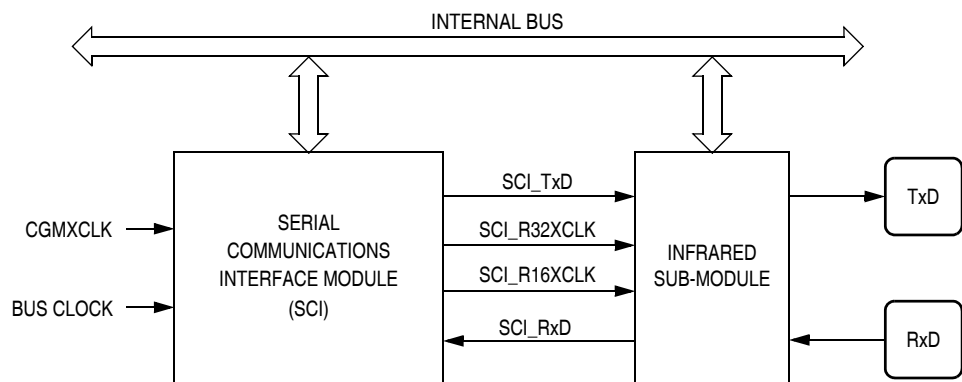 INTERNAL BUS
CGMXCLK
BUS CLOCK
SERIAL
COMMUNICATIONS
INTERFACE MODULE
(SCI)
SCI_TxD
SCI_R32XCLK
SCI_R16XCLK
SCI_RxD
INFRARED
SUB-MODULE
TxD
RxD